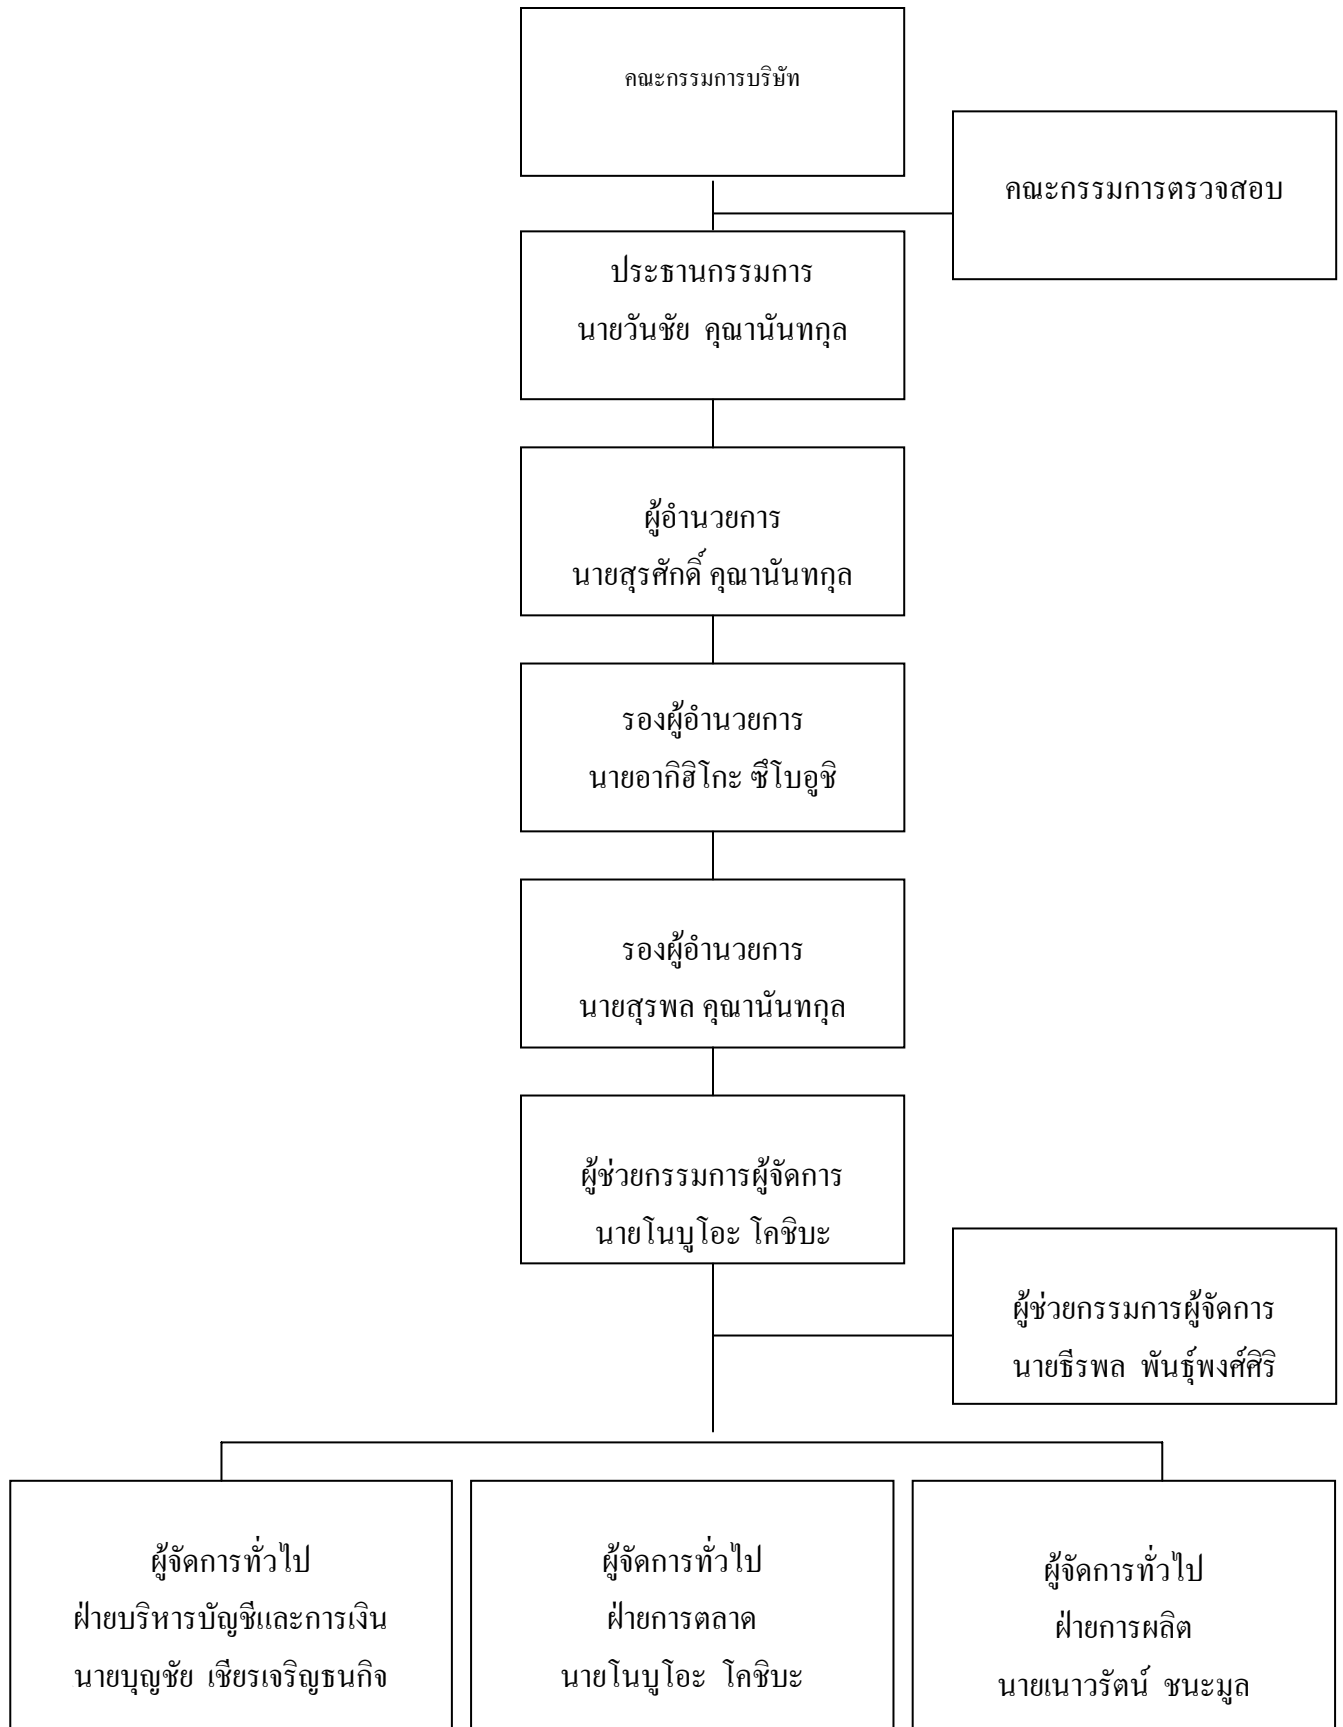 คณะกรรมการบริษัท
คณะกรรมการตรวจสอบ
ประธานกรรมการ
นายวันชัย คุณานันทกุล
ผู้อำนวยการ
นายสุรศักดิ์ คุณานันทกุล
รองผู้อำนวยการ
นายอากิฮิโกะ ซึโบอูชิ
รองผู้อำนวยการ
นายสุรพล คุณานันทกุล
ผู้ช่วยกรรมการผู้จัดการ
นายโนบูโอะ โคชิบะ
ผู้ช่วยกรรมการผู้จัดการ
นายธีรพล พันธุ์พงศ์ศิริ
ผู้จัดการทั่วไป
ฝ่ายบริหารบัญชีและการเงิน
นายบุญชัย เชียรเจริญธนกิจ
ผู้จัดการทั่วไป
ฝ่ายการตลาด
นายโนบูโอะ โคชิบะ
ผู้จัดการทั่วไป
ฝ่ายการผลิต
นายเนาวรัตน์ ชนะมูล